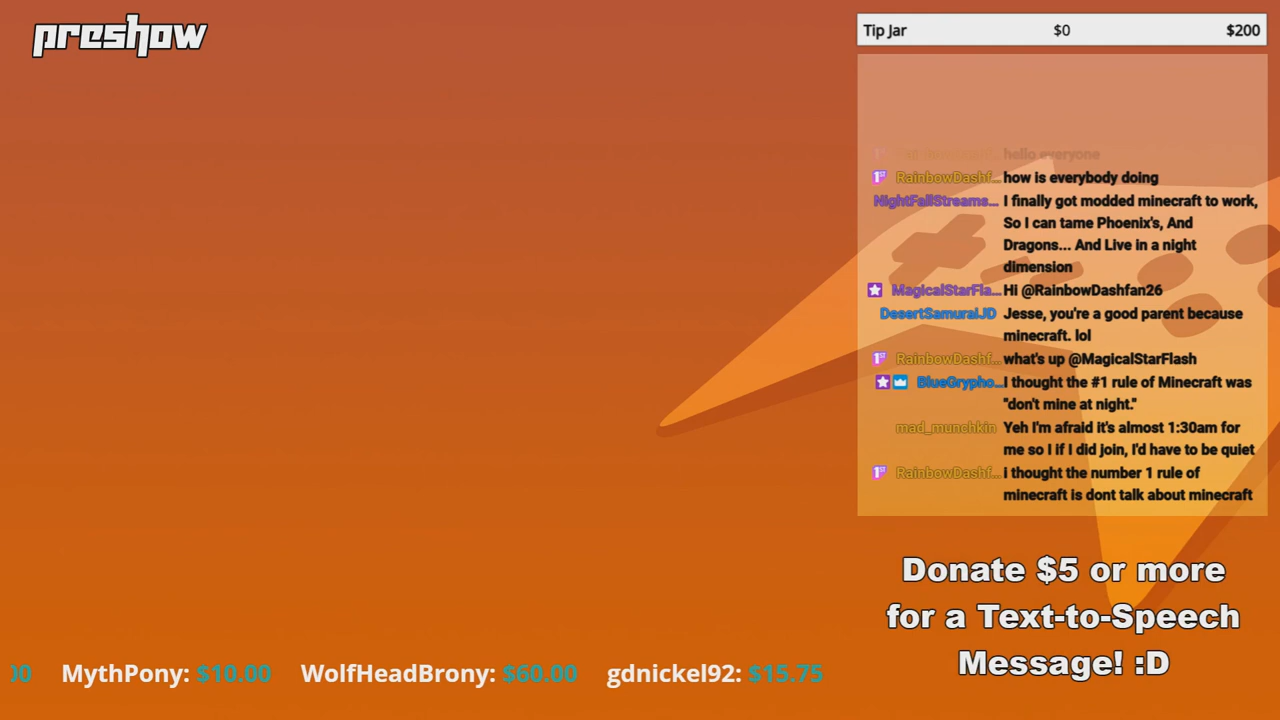 preshow
Tip Jar $0 $200
hello everyone
RainbowDashf... how is everybody doing
NightFallStreams... I finally got modded minecraft to work,
So I can tame Phoenix's, And
Dragons... And Live in a night
dimension
MagicalStarFla... Hi @RainbowDashfan26
DesertSamuraiJD Jesse, you're a good parent because
minecraft. lol
RainbowDashf... what's up @MagicalStarFlash
BlueGrypho... I thought the #1 rule of Minecraft was
"don't mine at night."
mad_munchkin Yeh I'm afraid it's almost 1:30am for
me so I if I did join, I'd have to be quiet
RainbowDashf... i thought the number 1 rule of
minecraft is dont talk about minecraft
Donate $5 or more
for a Text-to-Speech
Message! :D
00 MythPony: $10.00 WolfHeadBrony: $60.00 gdnickel92: $15.75